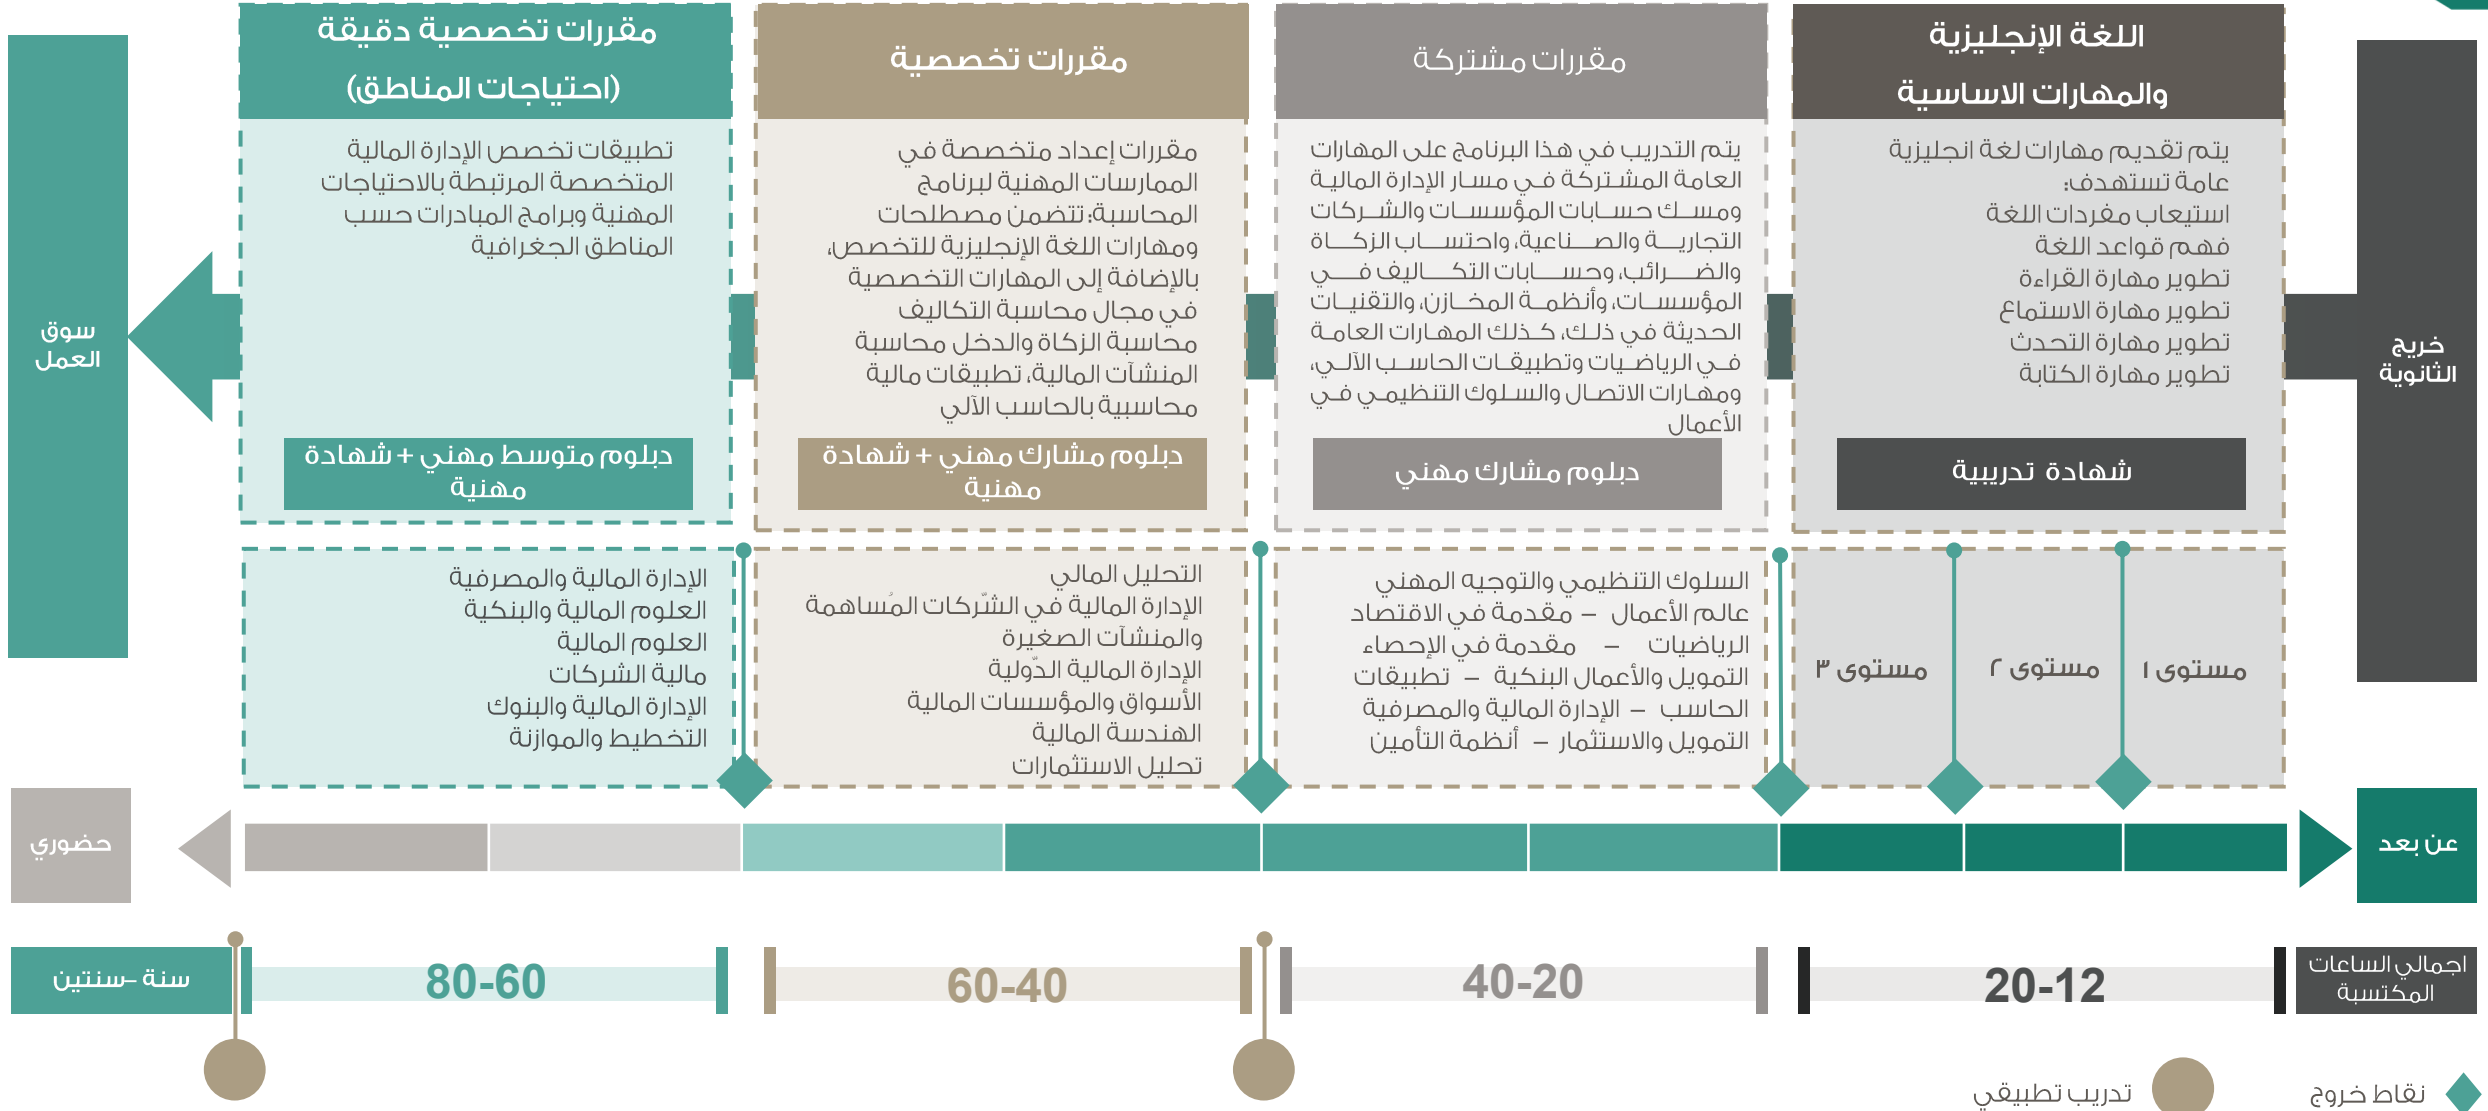 خريج
الثانوية
اللغة الإنجليزية
والمهارات الاساسية
يتم تقديم مهارات لغة انجليزية
عامة تستهدف:
استيعاب مفردات اللغة
فهم قواعد اللغة
تطوير مهارة القراءة
تطوير مهارة الاستماع
تطوير مهارة التحدث
تطوير مهارة الكتابة
شهادة تدريبية
مقررات مشتركة
يتم التدريب في هذا البرنامج على المهارات
العامة المشتركة في مسار الإدارة المالية
ومسك حسابات المؤسسات والشركات
التجارية والصناعية، واحتساب الزكاة
والضرائب، وحسابات التكاليف في
المؤسسات، وأنظمة المخازن، والتقنيات
الحديثة في ذلك، كذلك المهارات العامة
في الرياضيات وتطبيقات الحاسب الآلي،
ومهارات الاتصال والسلوك التنظيمي في
الأعمال
دبلوم مشارك مهني
مقررات تخصصية
مقررات إعداد متخصصة في
الممارسات المهنية لبرنامج
المحاسبة: تتضمن مصطلحات
ومهارات اللغة الإنجليزية للتخصص،
بالإضافة إلى المهارات التخصصية
في مجال محاسبة التكاليف
محاسبة الزكاة والدخل محاسبة
المنشآت المالية، تطبيقات مالية
محاسبية بالحاسب الآلي
دبلوم مشارك مهني + شهادة
مهنية
مقررات تخصصية دقيقة
(احتياجات المناطق)
تطبيقات تخصص الإدارة المالية
المتخصصة المرتبطة بالاحتياجات
المهنية وبرامج المبادرات حسب
المناطق الجغرافية
دبلوم متوسط مهني + شهادة
مهنية
سوق
العمل
مستوى ١
مستوى ٢
مستوى ٣
السلوك التنظيمي والتوجيه المهني
عالم الأعمال – مقدمة في الاقتصاد
الرياضيات – مقدمة في الإحصاء
التمويل والأعمال البنكية – تطبيقات
الحاسب – الإدارة المالية والمصرفية
التمويل والاستثمار – أنظمة التأمين
التحليل المالي
الإدارة المالية في الشّركات المُساهمة
والمنشآت الصغيرة
الإدارة المالية الدّولية
الأسواق والمؤسسات المالية
الهندسة المالية
تحليل الاستثمارات
الإدارة المالية والمصرفية
العلوم المالية والبنكية
العلوم المالية
مالية الشركات
الإدارة المالية والبنوك
التخطيط والموازنة
عن بعد
حضوري
اجمالي الساعات
المكتسبة
20-12
40-20
60-40
80-60
سنة –سنتين
نقاط خروج
تدريب تطبيقي